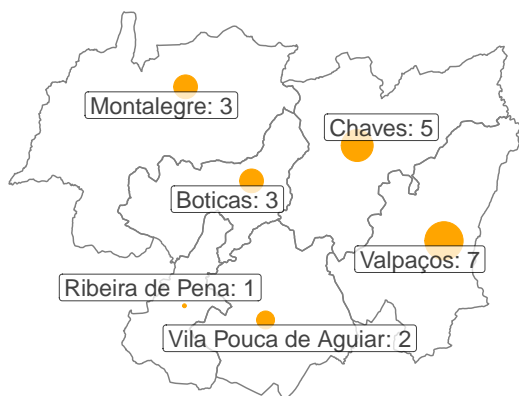 Montalegre: 3
Chaves: 5
Boticas: 3
Valpaços: 7
Ribeira de Pena: 1
Vila Pouca de Aguiar: 2